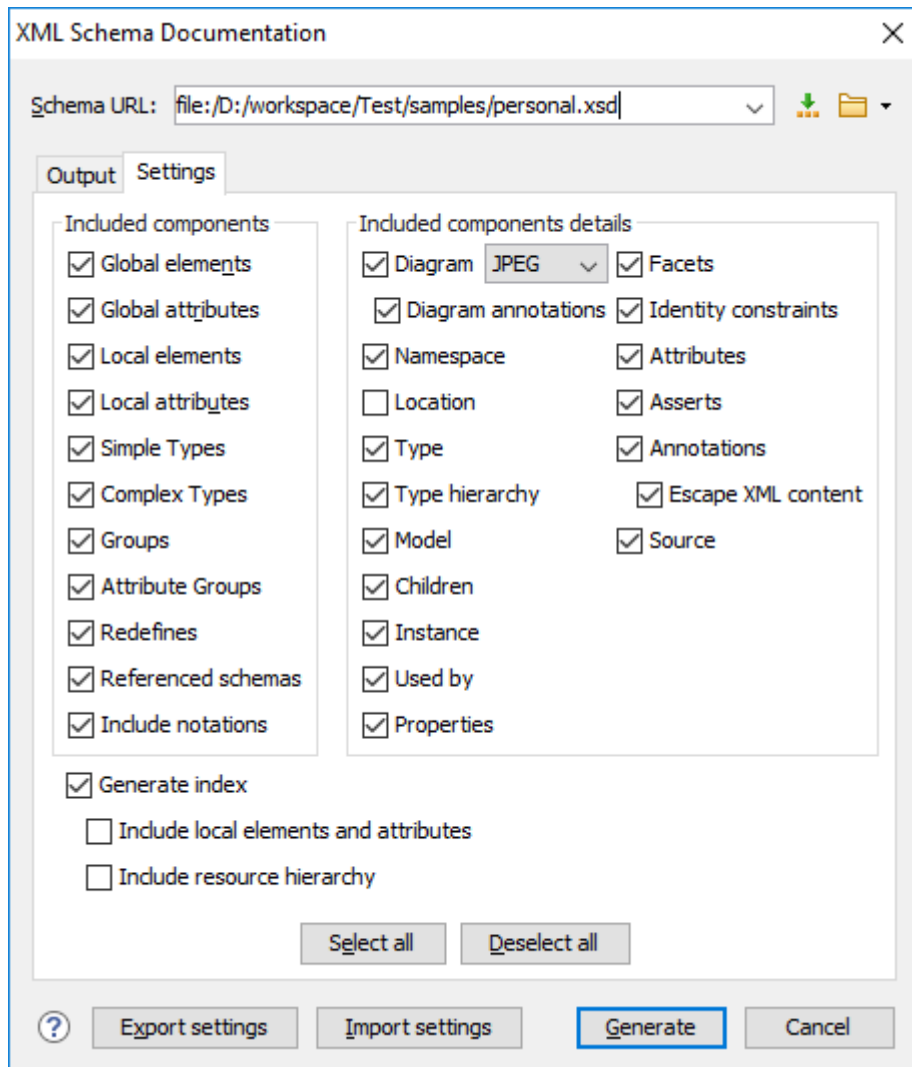 XML Schema Documentation
Schema URL: file:/D:/workspace/Test/samples/personal.xsd
Output Settings
Included components
Global elements
Global attributes
Local elements
Local attributes
Simple Types
Complex Types
Groups
Attribute Groups
Redefines
Referenced schemas
Include notations
Included components details
Diagram JPEG
Diagram annotations
Namespace
Location
Type
Type hierarchy
Model
Children
Instance
Used by
Properties
Facets
Identity constraints
Attributes
Asserts
Annotations
Escape XML content
Source
Generate index
Include local elements and attributes
Include resource hierarchy
Select all Deselect all
? Export settings Import settings Generate Cancel